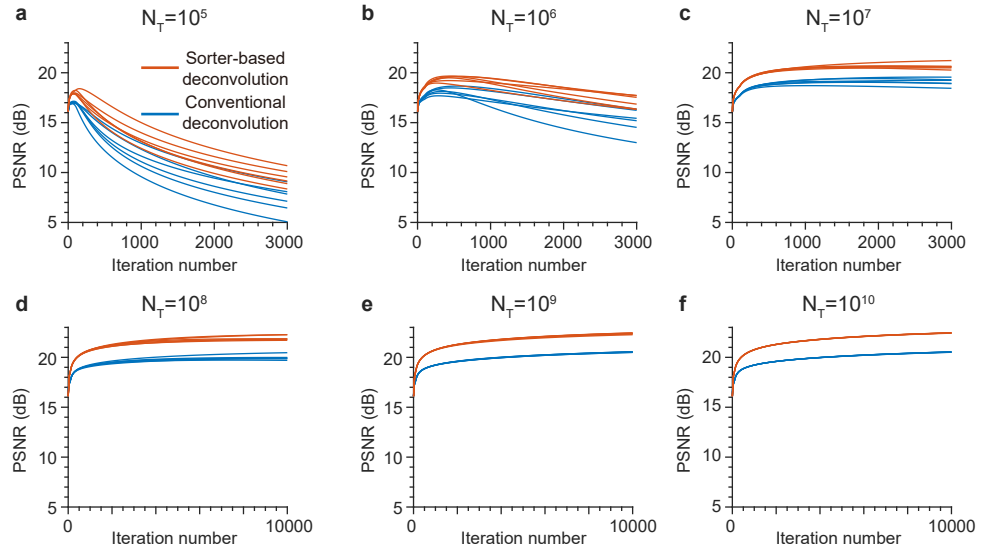 a
N_T=10^5
PSNR (dB)
20
15
10
5
0
1000
2000
3000
Iteration number
Sorter-based
deconvolution
Conventional
deconvolution
b
N_T=10^6
PSNR (dB)
20
15
10
5
0
1000
2000
3000
Iteration number
c
N_T=10^7
PSNR (dB)
20
15
10
5
0
1000
2000
3000
Iteration number
d
N_T=10^8
PSNR (dB)
20
15
10
5
0
10000
Iteration number
e
N_T=10^9
PSNR (dB)
20
15
10
5
0
10000
Iteration number
f
N_T=10^10
PSNR (dB)
20
15
10
5
0
10000
Iteration number